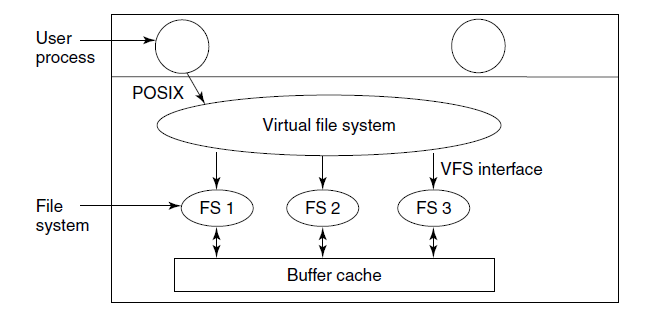 User
process
POSIX
Virtual file system
VFS interface
File
system
FS 1
FS 2
FS 3
Buffer cache